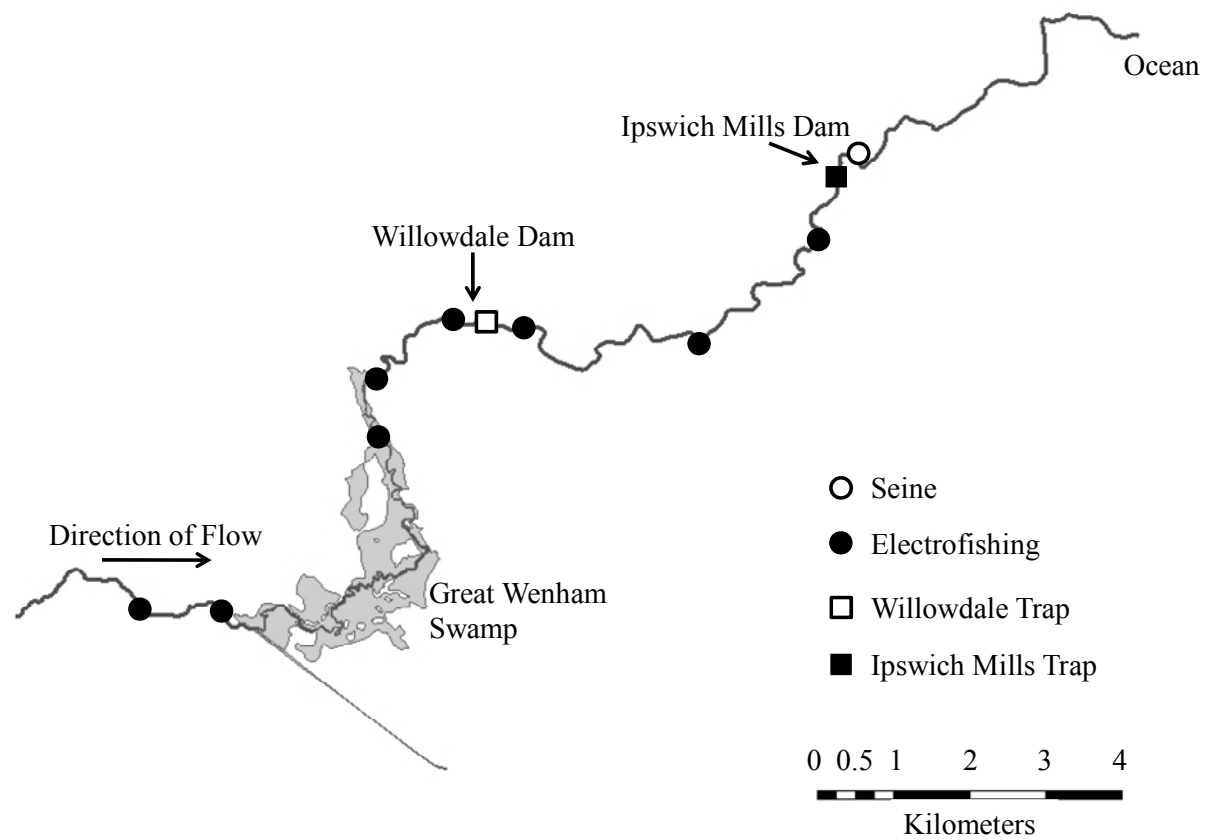 Ocean
Ipswich Mills Dam
Willowdale Dam
Direction of Flow
Great Wenham
Swamp
Seine
Electrofishing
Willowdale Trap
Ipswich Mills Trap
0 0.5 1 2 3 4
Kilometers